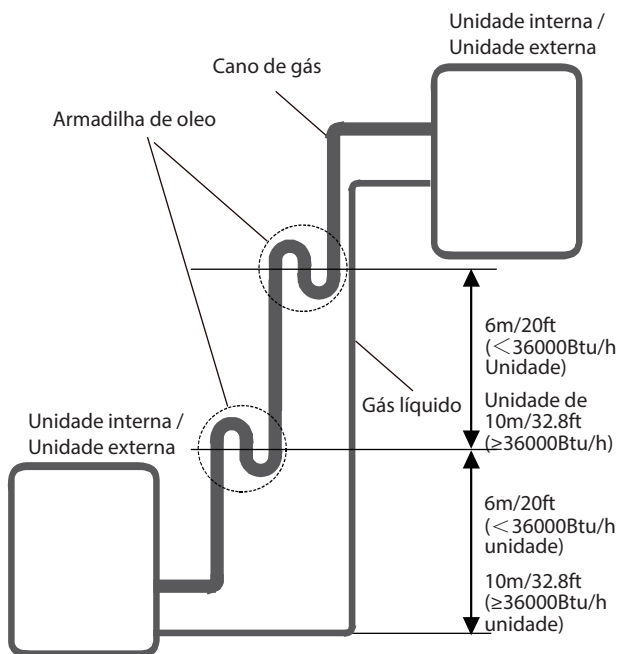 Unidade interna /
Unidade externa
Cano de gás
Armadilha de oleo
6m/20ft
(<36000Btu/h
Unidade)
Gás líquido
Unidade de
10m/32.8ft
(≥36000Btu/h)
Unidade interna /
Unidade externa
6m/20ft
(<36000Btu/h
unidade)
10m/32.8ft
(≥36000Btu/h
unidade)